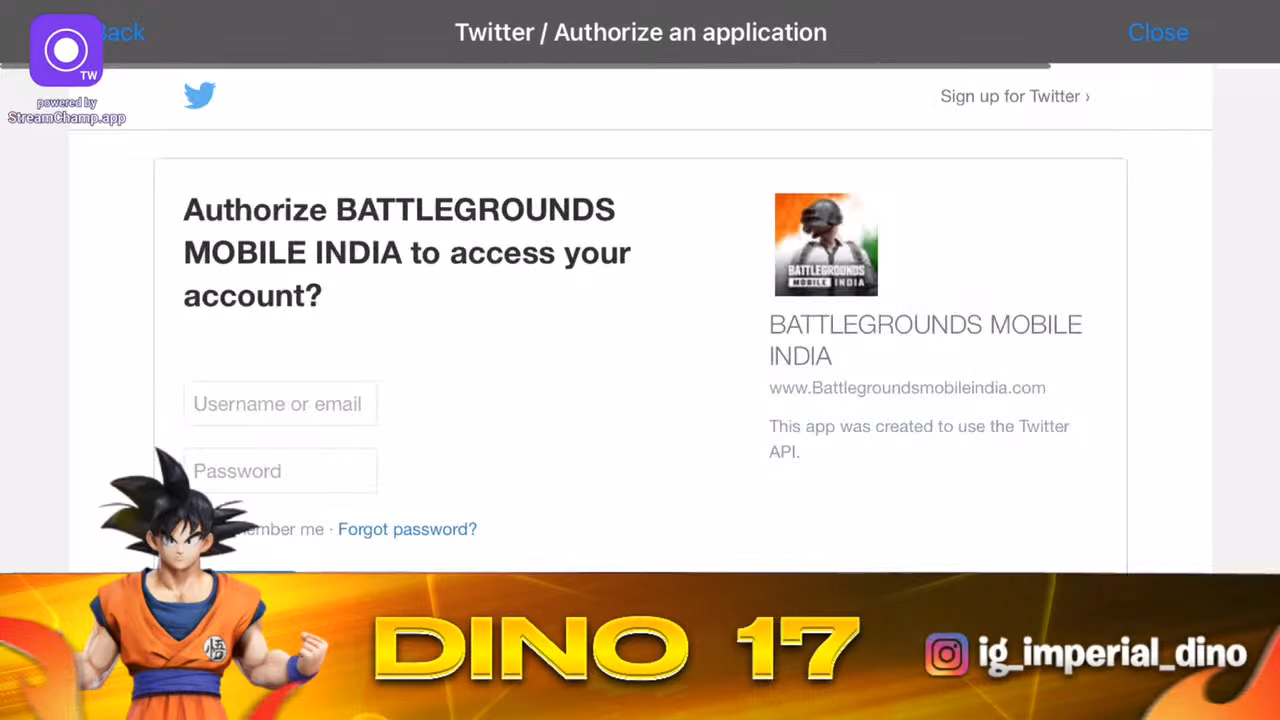 Back
Twitter / Authorize an application
Close
TW
powered by
StreamChamp.app
Sign up for Twitter ›
Authorize BATTLEGROUNDS
MOBILE INDIA to access your
account?
BATTLEGROUNDS
MOBILE INDIA
BATTLEGROUNDS MOBILE
INDIA
www.Battlegroundsmobileindia.com
This app was created to use the Twitter
API.
Username or email
Password
ember me · Forgot password?
悟
DINO 17
ig_imperial_dino